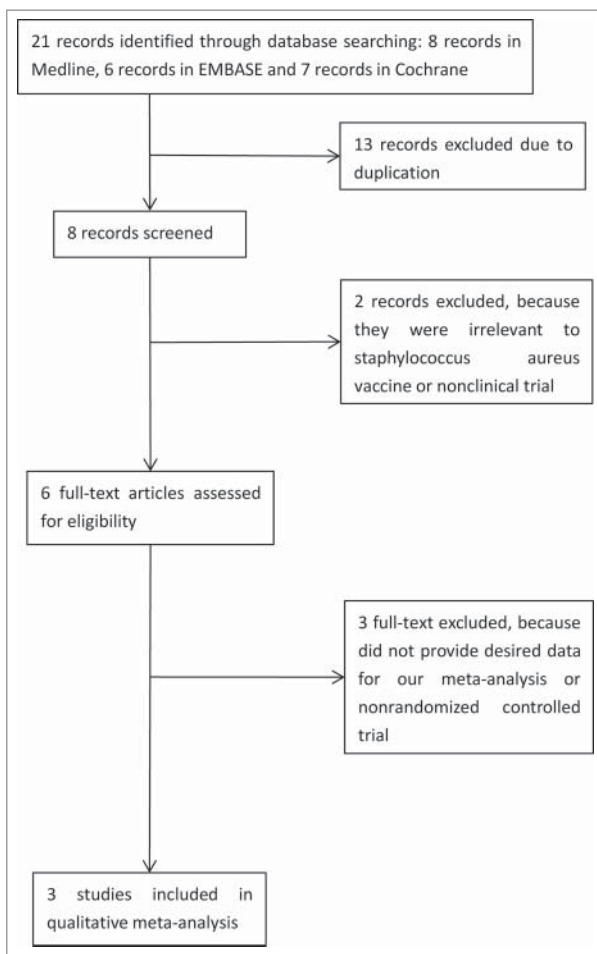 21 records identified through database searching: 8 records in
Medline, 6 records in EMBASE and 7 records in Cochrane
13 records excluded due to
duplication
8 records screened
2 records excluded, because
they were irrelevant to
staphylococcus aureus
vaccine or nonclinical trial
6 full-text articles assessed
for eligibility
3 full-text excluded, because
did not provide desired data
for our meta-analysis or
nonrandomized controlled
trial
3 studies included in
qualitative meta-analysis